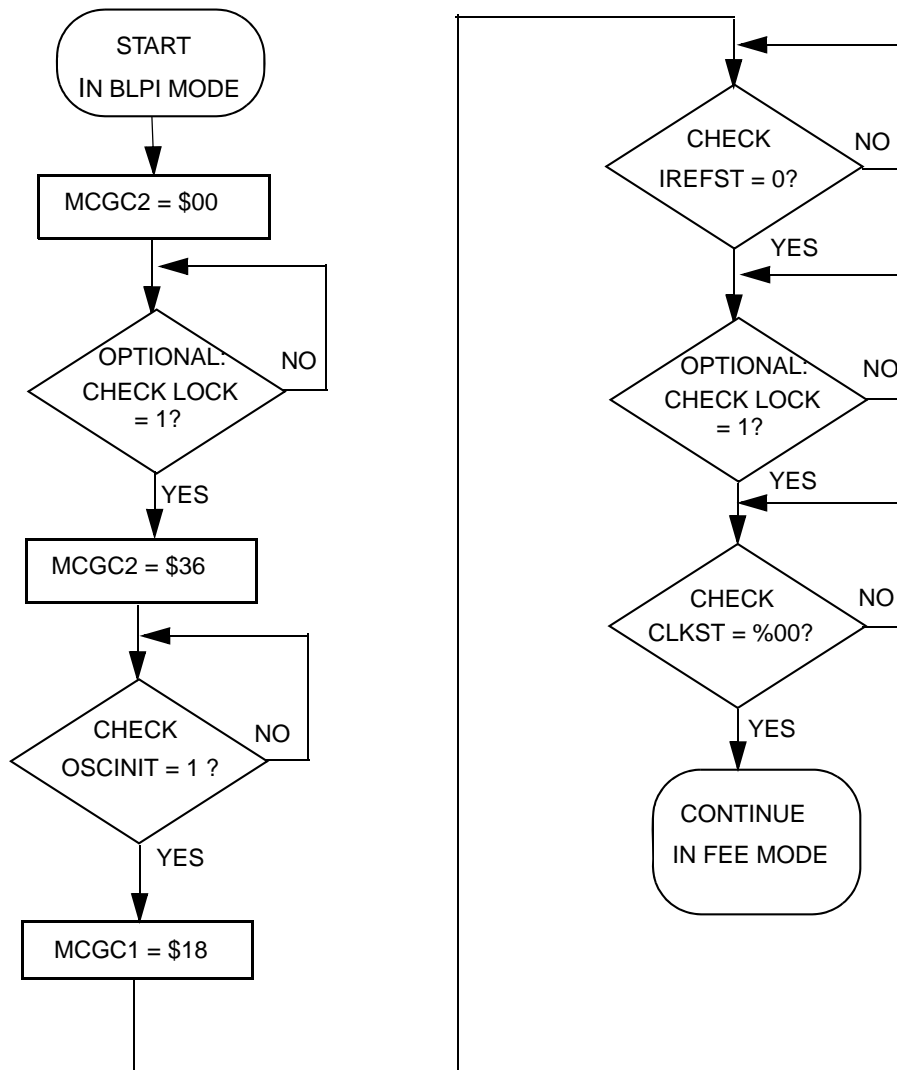 START
IN BLPI MODE
MCGC2 = $00
OPTIONAL:
CHECK LOCK
= 1?
NO
YES
MCGC2 = $36
CHECK
OSCINIT = 1 ?
NO
YES
MCGC1 = $18
CHECK
IREFST = 0?
NO
YES
OPTIONAL:
CHECK LOCK
= 1?
NO
YES
CHECK
CLKST = %00?
NO
YES
CONTINUE
IN FEE MODE